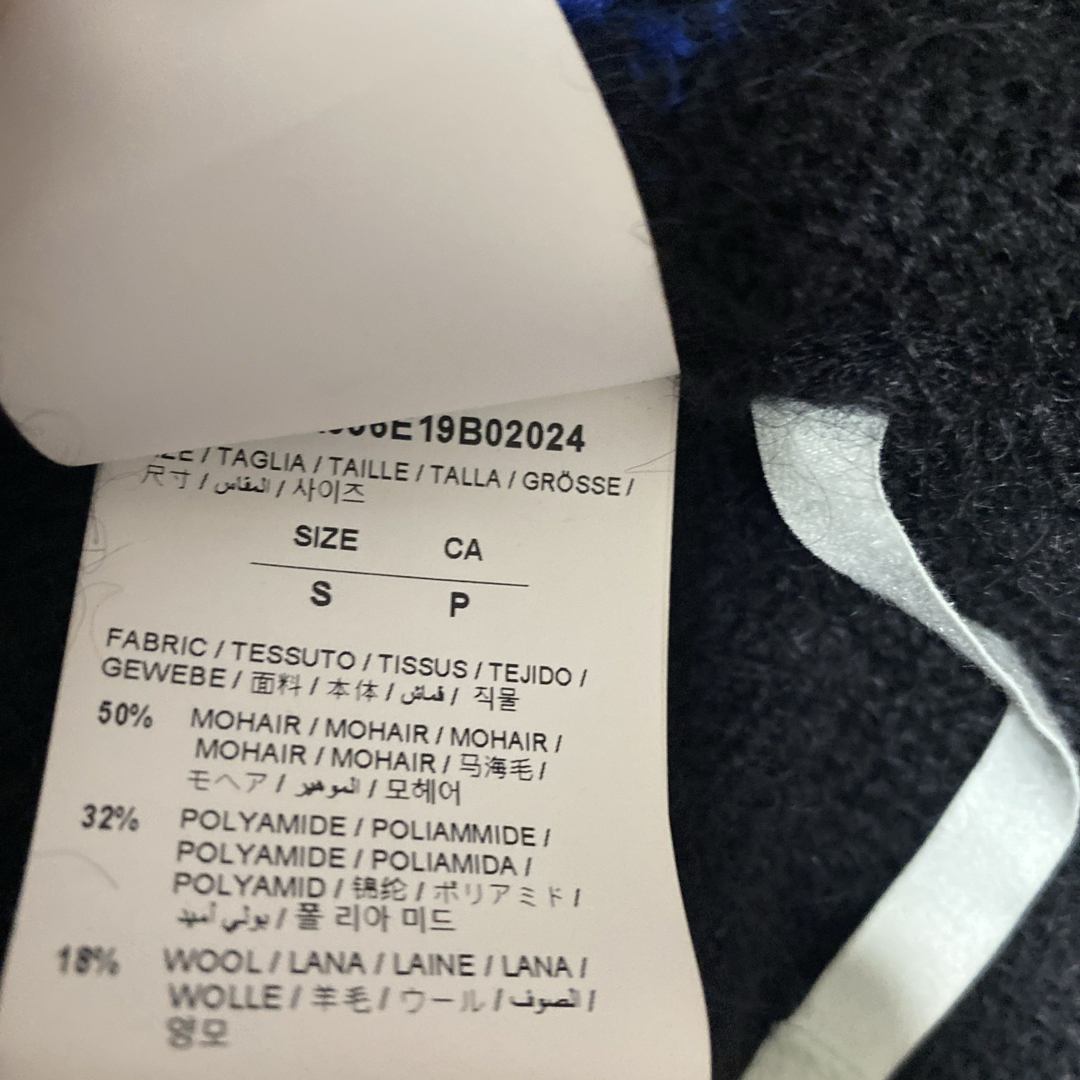 6E19B02024
/ TAGLIA / TAILLE / TALLA / GRÖSSE /
尺寸 / المقاس / 사이즈
SIZE CA
S P
FABRIC / TESSUTO / TISSUS / TEJIDO /
GEWEBE / 面料 / 本体 / قماش / 직물
50% MOHAIR / MOHAIR / MOHAIR /
MOHAIR / MOHAIR / 马海毛 /
モヘア / الموهير / 모헤어
32% POLYAMIDE / POLIAMMIDE /
POLYAMIDE / POLIAMIDA /
POLYAMID / 锦纶 / ポリアミド /
بولي أميد / 폴 리아 미드
18% WOOL / LANA / LAINE / LANA /
WOLLE / 羊毛 / ウール / الصوف /
양모